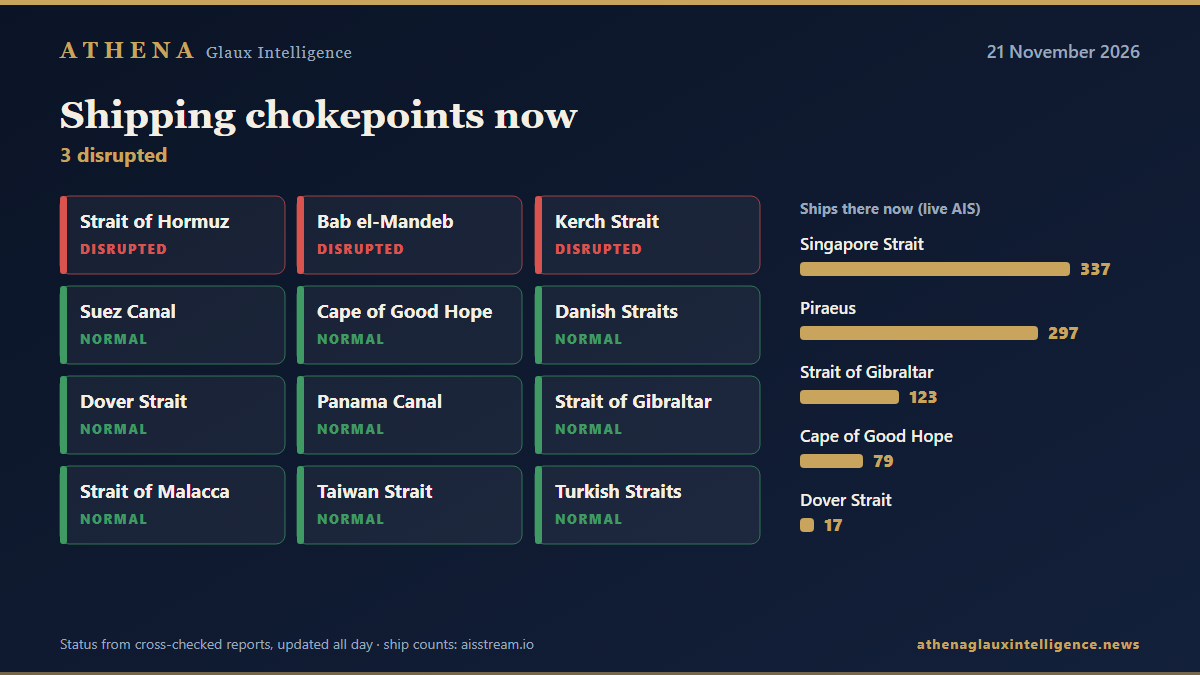 ATHENA Glaux Intelligence
21 November 2026
Shipping chokepoints now
3 disrupted
Strait of Hormuz
DISRUPTED
Bab el-Mandeb
DISRUPTED
Kerch Strait
DISRUPTED
Suez Canal
NORMAL
Cape of Good Hope
NORMAL
Danish Straits
NORMAL
Dover Strait
NORMAL
Panama Canal
NORMAL
Strait of Gibraltar
NORMAL
Strait of Malacca
NORMAL
Taiwan Strait
NORMAL
Turkish Straits
NORMAL
Ships there now (live AIS)
Singapore Strait
337
Piraeus
297
Strait of Gibraltar
123
Cape of Good Hope
79
Dover Strait
17
Status from cross-checked reports, updated all day · ship counts: aisstream.io
athenaglauxintelligence.news